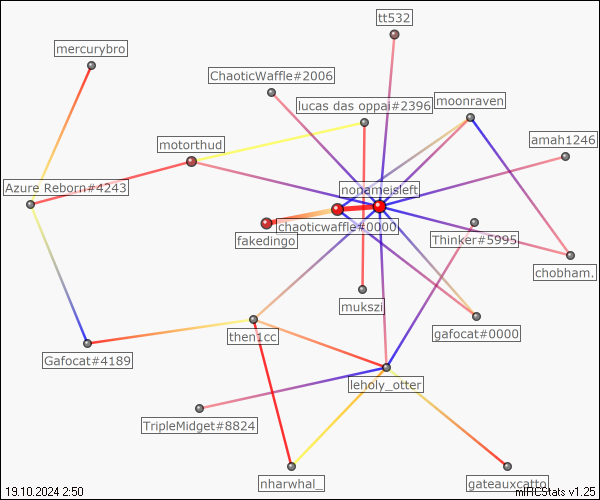 tt532
mercurybro
ChaoticWaffle#2006
lucas das oppai#2396
moonraven
motorthud
amah1246
Azure Reborn#4243
nonamejsleft
chaoticwaffle#0000
fakedingo
Thinker#5995
chobham.
mukszi
gafocat#0000
then1cc
Gafocat#4189
leholy_otter
TripleMidget#8824
nharwhal_
gateauxcatto
19.10.2024 2:50
mIRCStats v1.25